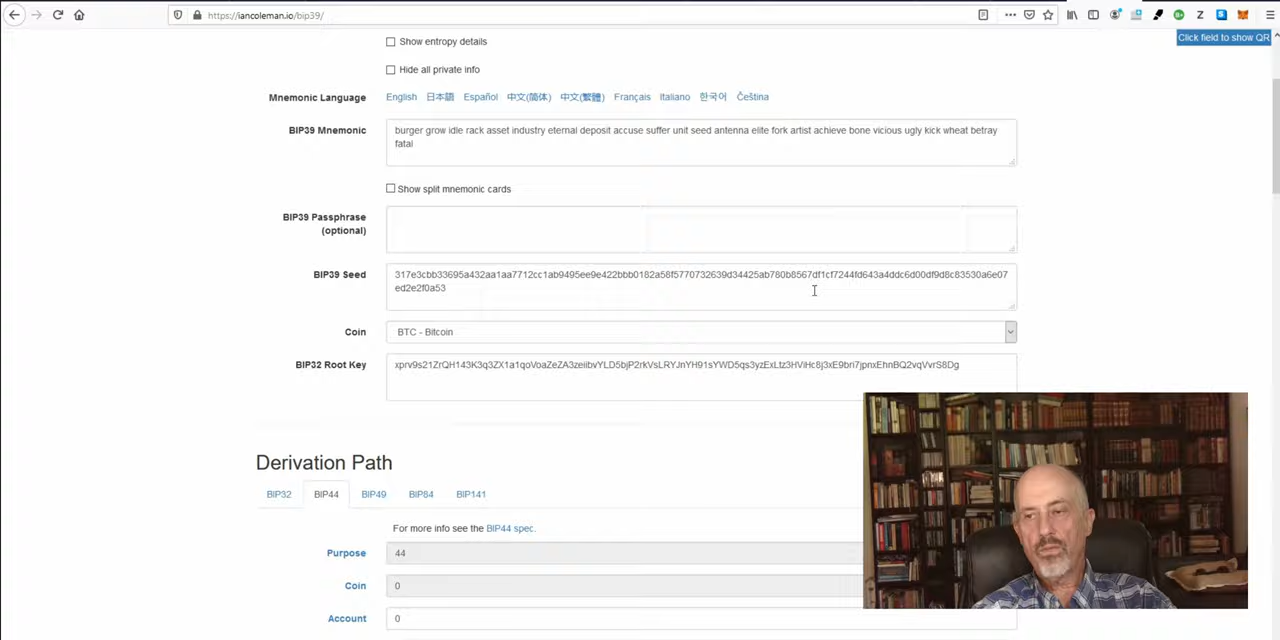 https://iancoleman.io/bip39/
Click field to show QR
Show entropy details
Hide all private info
Mnemonic Language English 日本語 Español 中文(简体) 中文(繁體) Français Italiano 한국어 Čeština
BIP39 Mnemonic burger grow idle rack asset industry eternal deposit accuse suffer unit seed antenna elite fork artist achieve bone vicious ugly kick wheat betray
fatal
Show split mnemonic cards
BIP39 Passphrase
(optional)
BIP39 Seed 317e3cbb33695a432aa1aa7712cc1ab9495ee9e422bbb0182a58f5770732639d34425ab780b8567df1cf7244fd643a4ddc6d00df9d8c83530a6e07
ed2e2f0a53
Coin BTC - Bitcoin
BIP32 Root Key xprv9s21ZrQH143K3q3ZX1a1qoVoaZeZA3zeiibvYLD5bjP2rkVsLRYJnYH91sYWD5qs3yzExLtz3HViHc8j3xE9bri7jpnxEhnBQ2vqVvrS8Dg
Derivation Path
BIP32 BIP44 BIP49 BIP84 BIP141
For more info see the BIP44 spec.
Purpose 44
Coin 0
Account 0